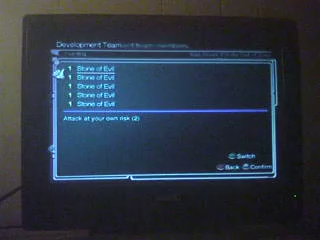 Development Team
1 Stone of Evil
1 Stone of Evil
1 Stone of Evil
1 Stone of Evil
1 Stone of Evil
Attack at your own risk (2)
Switch
Back Confirm